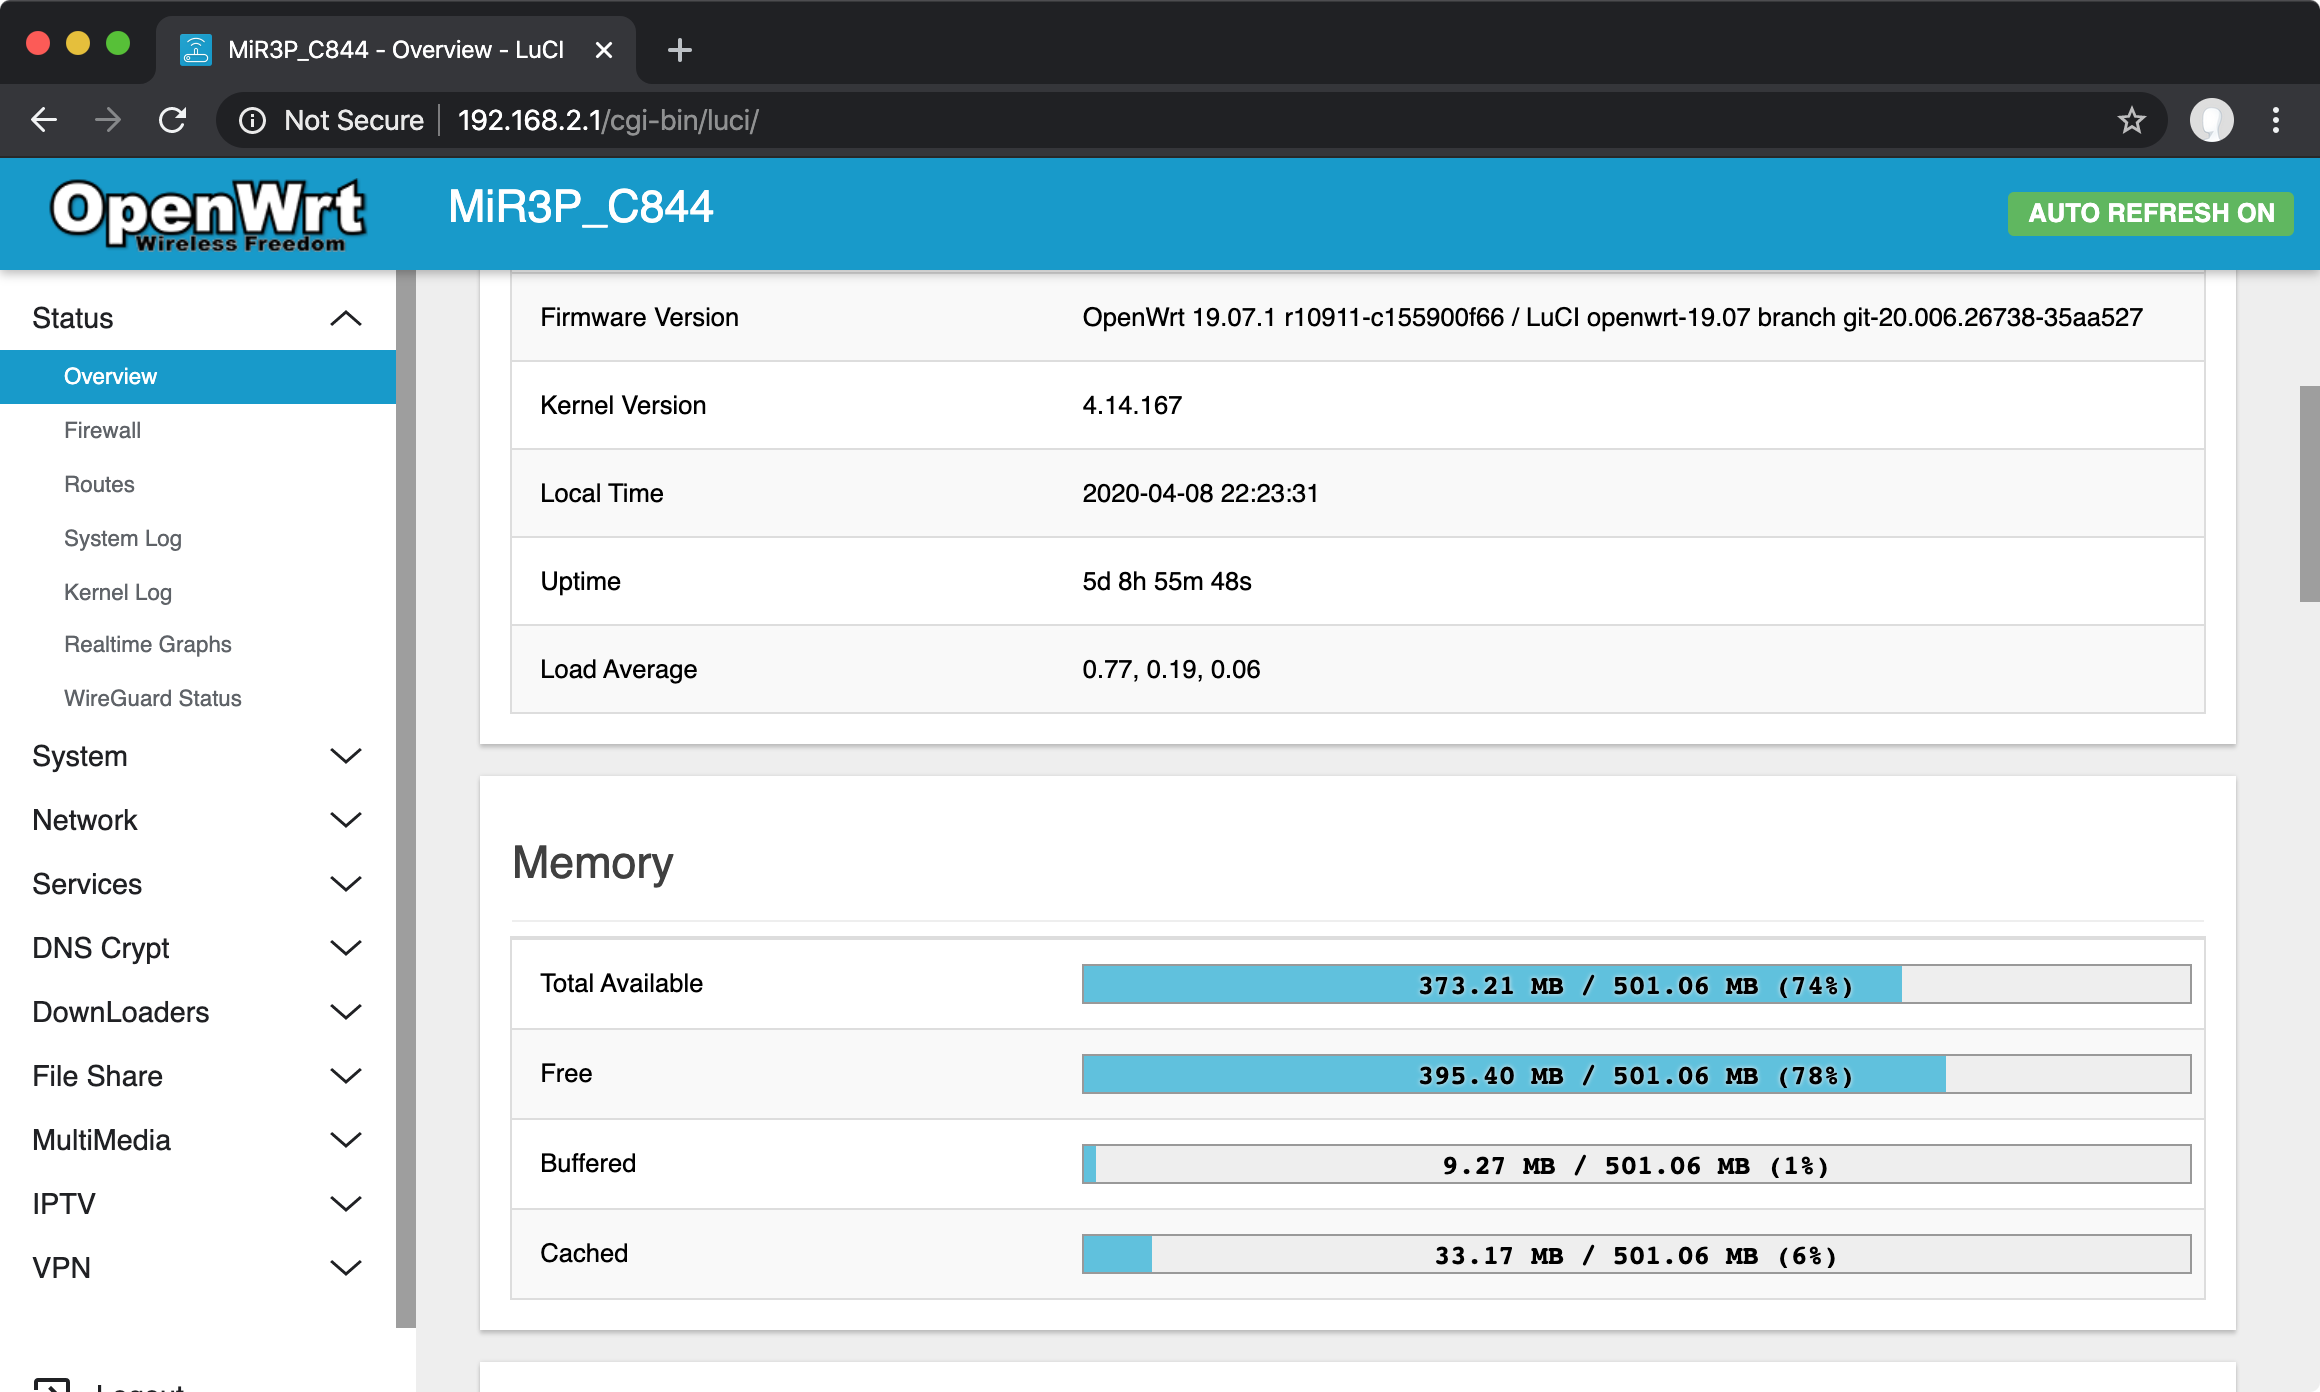 MiR3P_C844 - Overview - LuCI
Not Secure 192.168.2.1/cgi-bin/luci/
OpenWrt
Wireless Freedom
MiR3P_C844
AUTO REFRESH ON
Status
Overview
Firewall
Routes
System Log
Kernel Log
Realtime Graphs
WireGuard Status
System
Network
Services
DNS Crypt
DownLoaders
File Share
MultiMedia
IPTV
VPN
Logout
Firmware Version OpenWrt 19.07.1 r10911-c155900f66 / LuCI openwrt-19.07 branch git-20.006.26738-35aa527
Kernel Version 4.14.167
Local Time 2020-04-08 22:23:31
Uptime 5d 8h 55m 48s
Load Average 0.77, 0.19, 0.06
Memory
Total Available 373.21 MB / 501.06 MB (74%)
Free 395.40 MB / 501.06 MB (78%)
Buffered 9.27 MB / 501.06 MB (1%)
Cached 33.17 MB / 501.06 MB (6%)